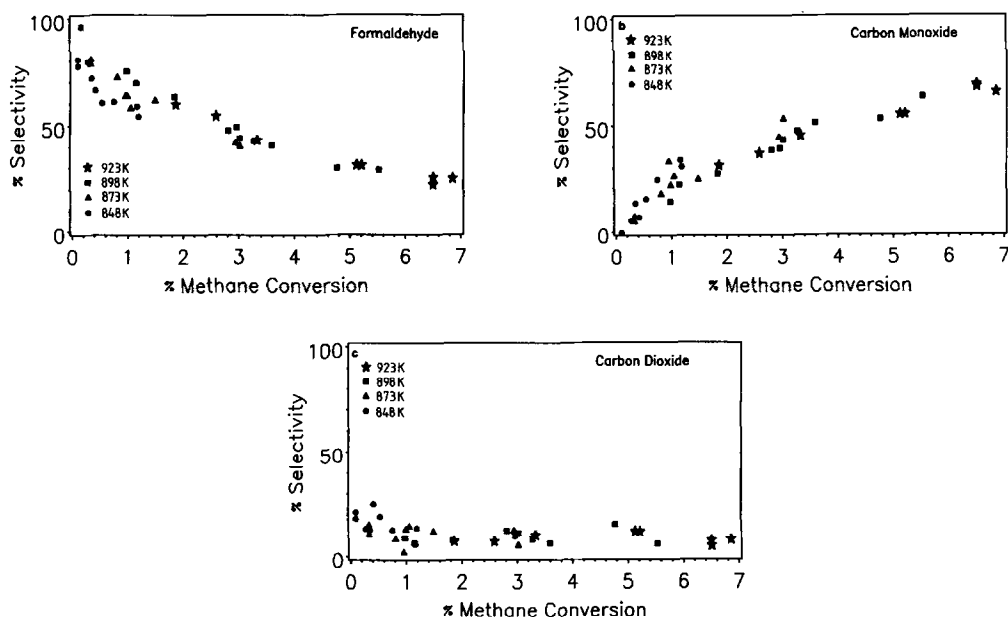 100
50
0
% Selectivity
Formaldehyde
★ 923K
■ 898K
▲ 873K
● 848K
0 1 2 3 4 5 6 7
% Methane Conversion
100
50
0
% Selectivity
b
Carbon Monoxide
★ 923K
■ 898K
▲ 873K
● 848K
0 1 2 3 4 5 6 7
% Methane Conversion
100
50
0
% Selectivity
c
Carbon Dioxide
★ 923K
■ 898K
▲ 873K
● 848K
0 1 2 3 4 5 6 7
% Methane Conversion